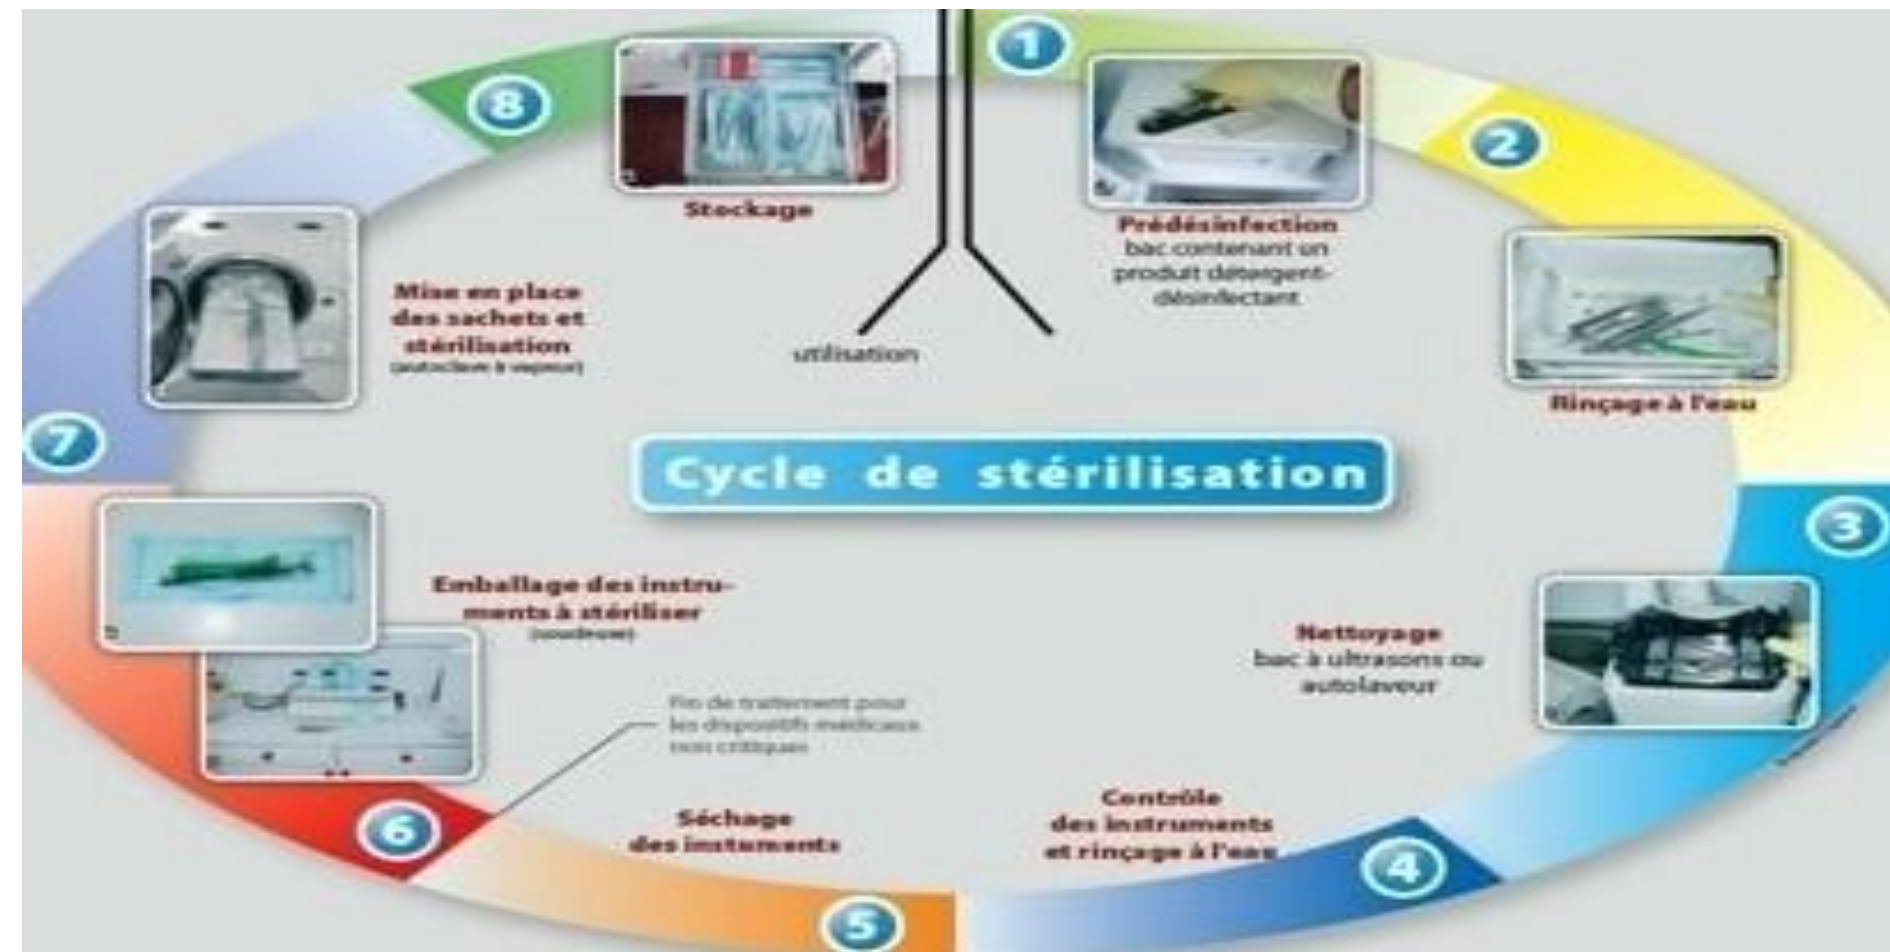 1
Prédésinfection
bac contenant un
produit détergent-
désinfectant
2
Rinçage à l'eau
3
Nettoyage
bac à ultrasons ou
autolaveur
4
Contrôle
des instruments
et rinçage à l'eau
5
Séchage
des instuments
Fin de traitement pour
les dispositifs médicaux
non critiques
6
Emballage des instru-
ments à stériliser
(soudeuse)
7
Mise en place
des sachets et
stérilisation
(autoclave à vapeur)
8
Stockage
utilisation
Cycle de stérilisation